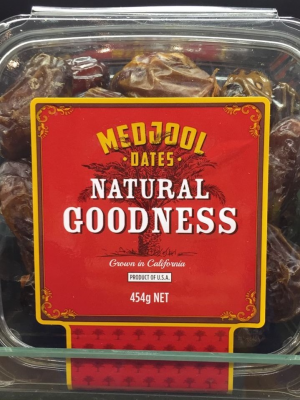 MEDJOOL
• DATES •
NATURAL
GOODNESS
Grown in California
PRODUCT OF U.S.A.
454g NET